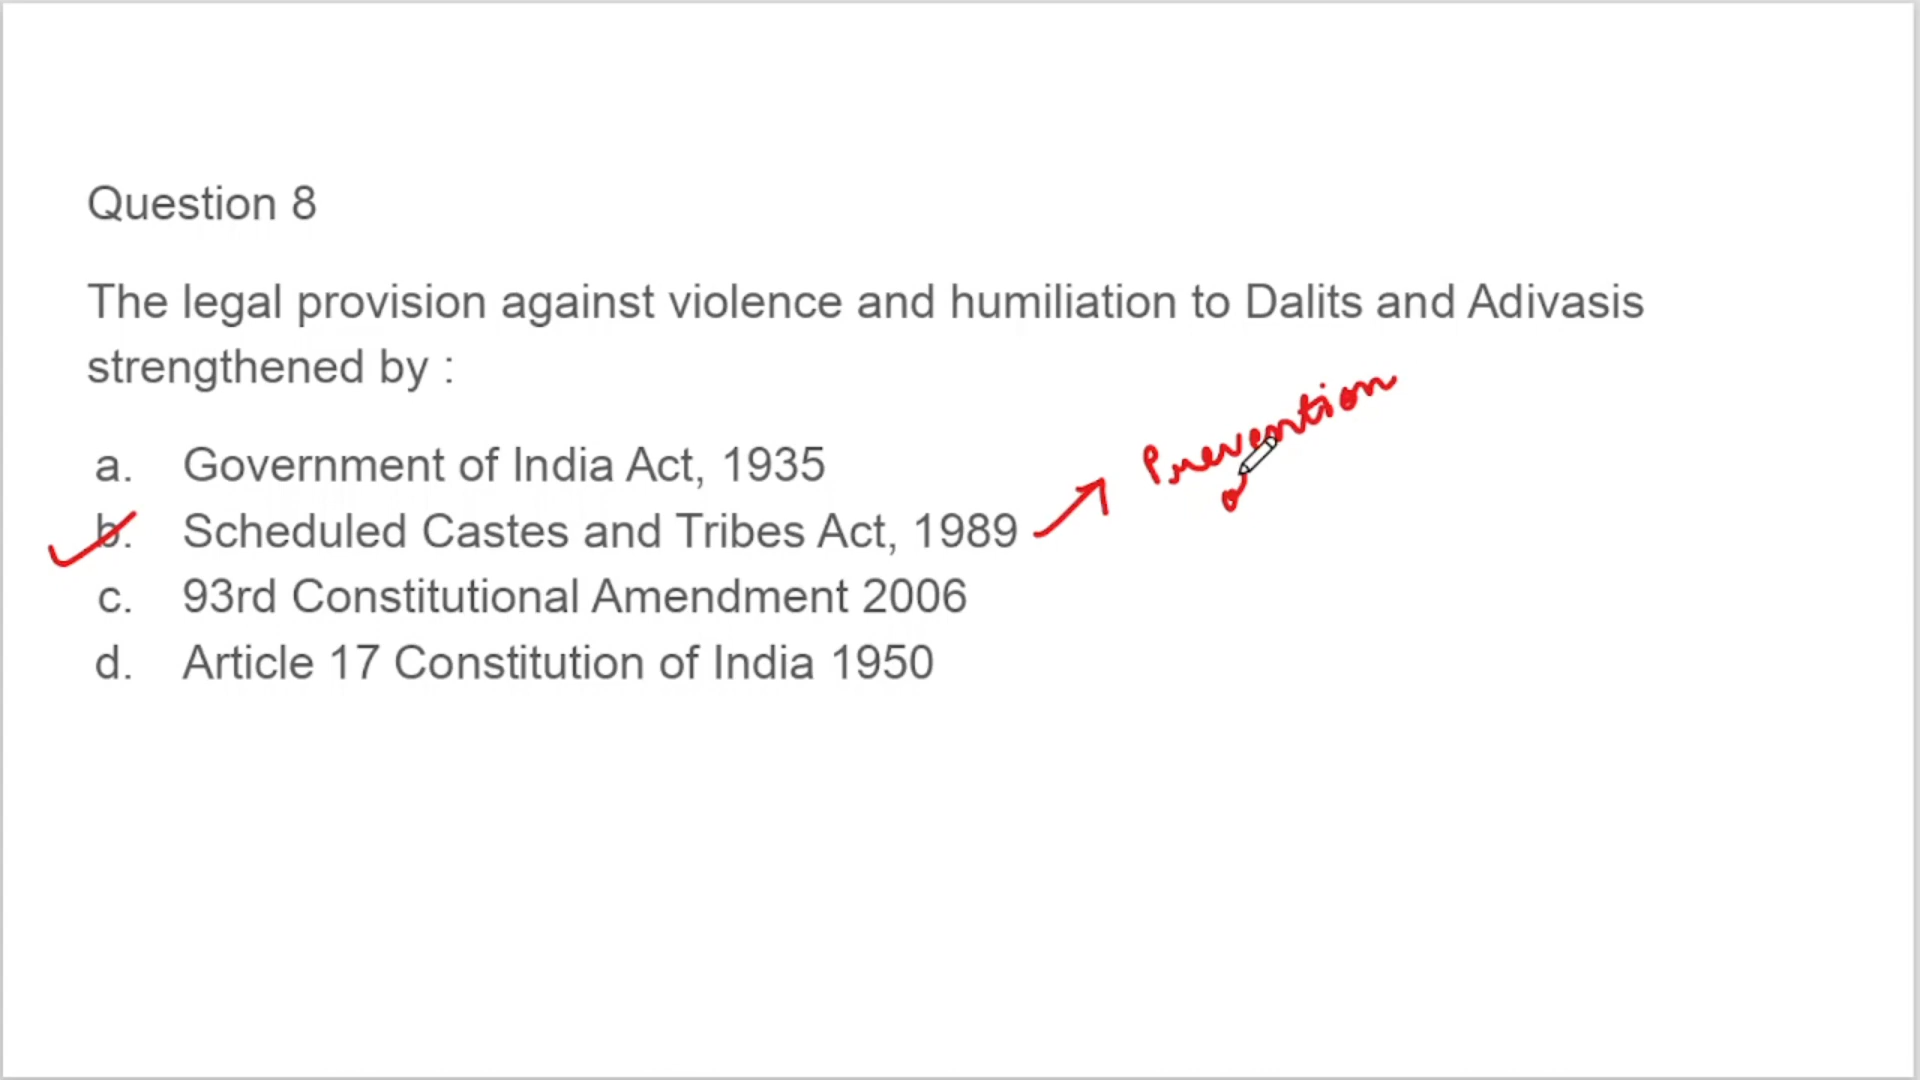 Question 8
The legal provision against violence and humiliation to Dalits and Adivasis
strengthened by :
Prevention
a. Government of India Act, 1935
b. Scheduled Castes and Tribes Act, 1989
c. 93rd Constitutional Amendment 2006
d. Article 17 Constitution of India 1950